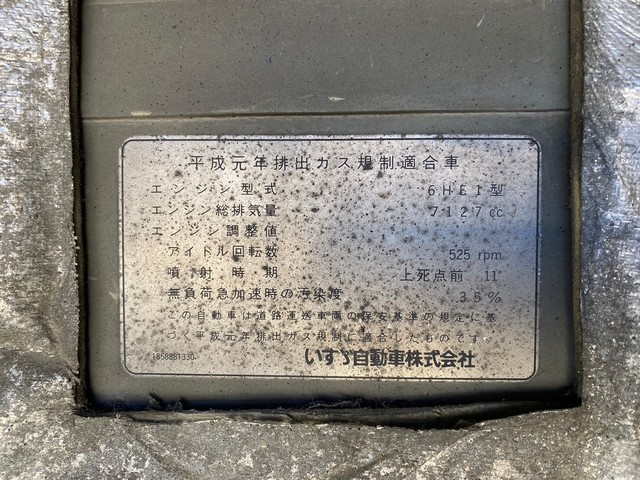 平成元年排出ガス規制適合車
エンジン型式 6HE1型
エンジン総排気量 7127cc
エンジン調整値
アイドル回転数 525 rpm
噴射時期 上死点前 11°
無負荷急加速時の汚染度 35%
この自動車は道路運送車両の保安基準の規定に基
づく平成元年排出ガス規制に適合したものです
1858881330 いすゞ自動車株式会社